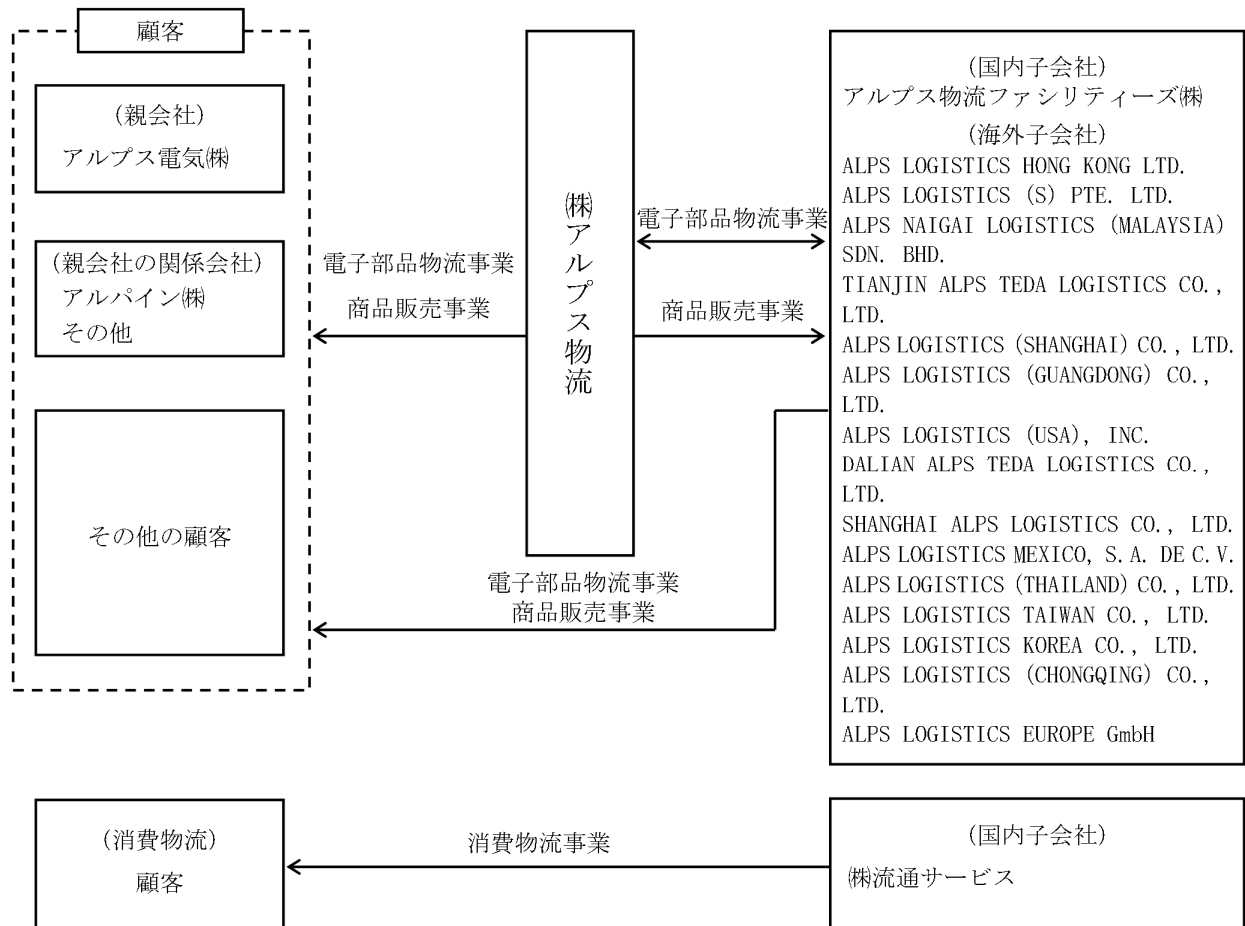 顧客
(親会社)
アルプス電気㈱
(親会社の関係会社)
アルパイン㈱
その他
その他の顧客
電子部品物流事業
商品販売事業
㈱アルプス物流
電子部品物流事業
商品販売事業
電子部品物流事業
商品販売事業
(国内子会社)
アルプス物流ファシリティーズ㈱
(海外子会社)
ALPS LOGISTICS HONG KONG LTD.
ALPS LOGISTICS (S) PTE. LTD.
ALPS NAIGAI LOGISTICS (MALAYSIA)
SDN. BHD.
TIANJIN ALPS TEDA LOGISTICS CO.,
LTD.
ALPS LOGISTICS (SHANGHAI) CO., LTD.
ALPS LOGISTICS (GUANGDONG) CO.,
LTD.
ALPS LOGISTICS (USA), INC.
DALIAN ALPS TEDA LOGISTICS CO.,
LTD.
SHANGHAI ALPS LOGISTICS CO., LTD.
ALPS LOGISTICS MEXICO, S.A. DE C.V.
ALPS LOGISTICS (THAILAND) CO., LTD.
ALPS LOGISTICS TAIWAN CO., LTD.
ALPS LOGISTICS KOREA CO., LTD.
ALPS LOGISTICS (CHONGQING) CO.,
LTD.
ALPS LOGISTICS EUROPE GmbH
(消費物流)
顧客
消費物流事業
(国内子会社)
㈱流通サービス